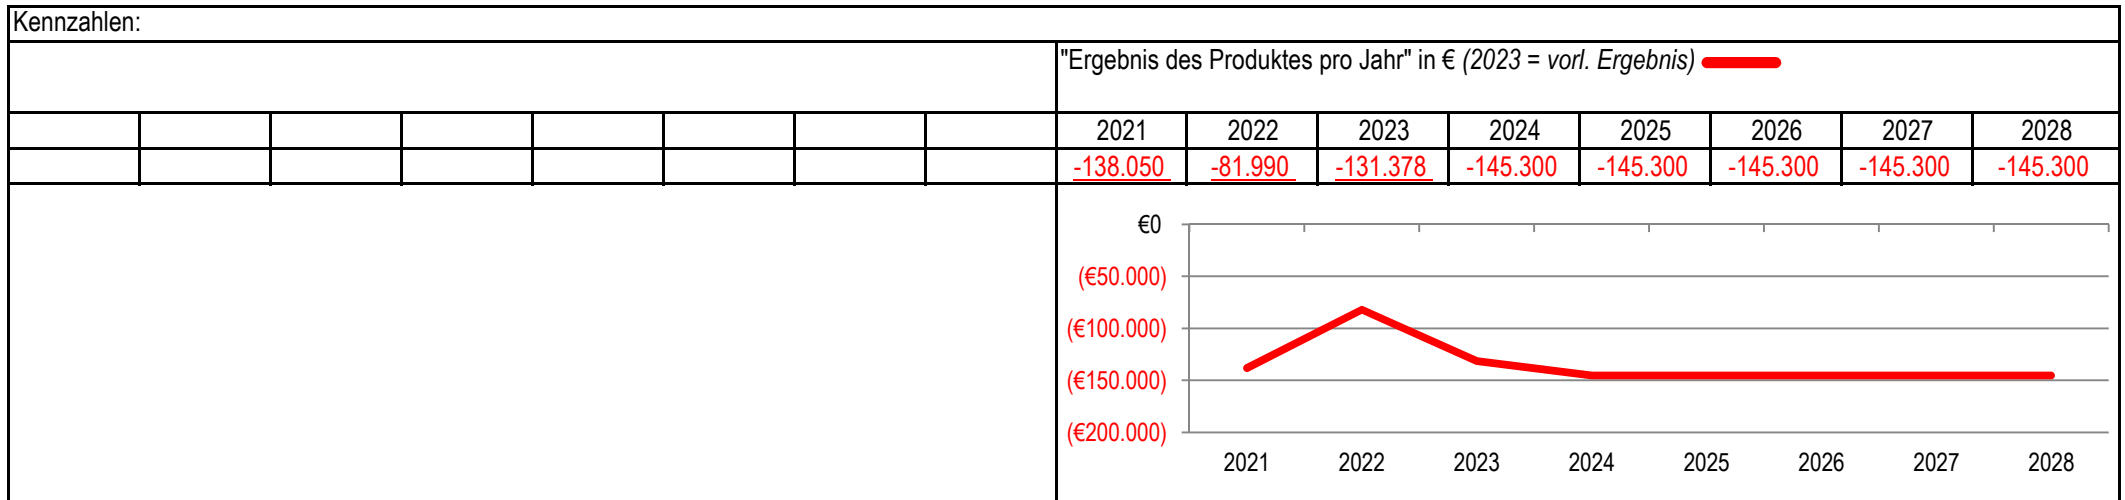 Kennzahlen:
"Ergebnis des Produktes pro Jahr" in € (2023 = vorl. Ergebnis)
2021 2022 2023 2024 2025 2026 2027 2028
-138.050 -81.990 -131.378 -145.300 -145.300 -145.300 -145.300 -145.300
€0
(€50.000)
(€100.000)
(€150.000)
(€200.000)
2021 2022 2023 2024 2025 2026 2027 2028